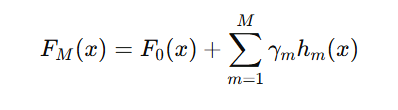 F_M(x) = F_0(x) + \sum_{m=1}^{M} \gamma_m h_m(x)